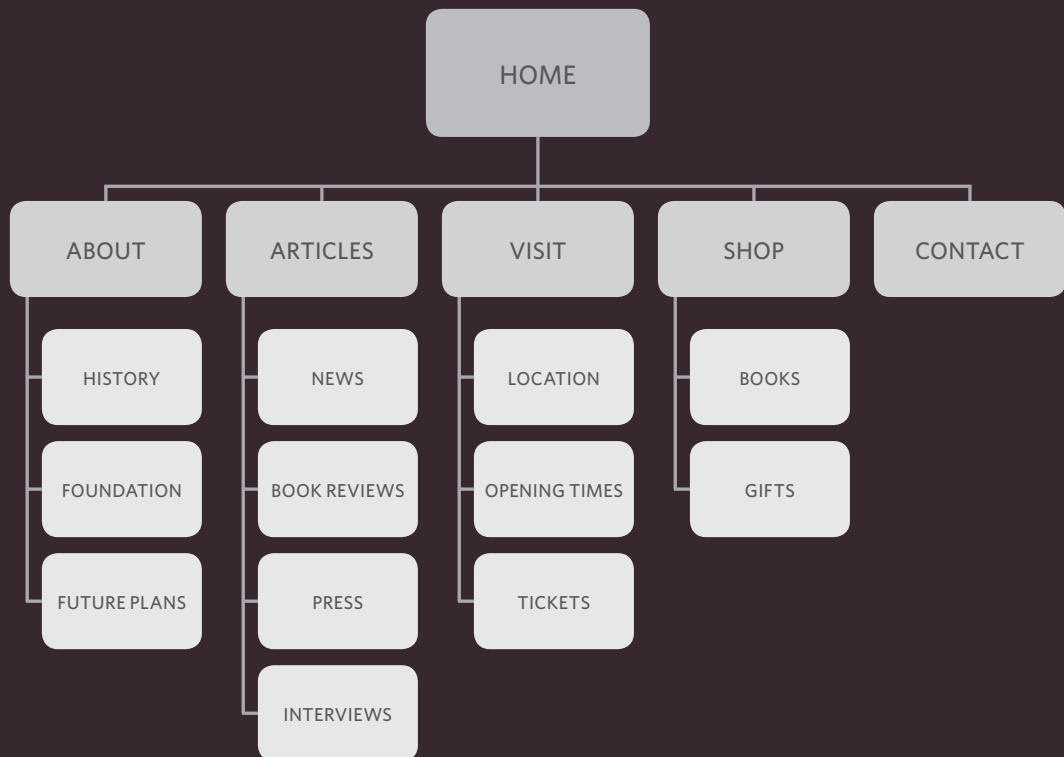 HOME
ABOUT
ARTICLES
VISIT
SHOP
CONTACT
HISTORY
NEWS
LOCATION
BOOKS
FOUNDATION
BOOK REVIEWS
OPENING TIMES
GIFTS
FUTURE PLANS
PRESS
TICKETS
INTERVIEWS